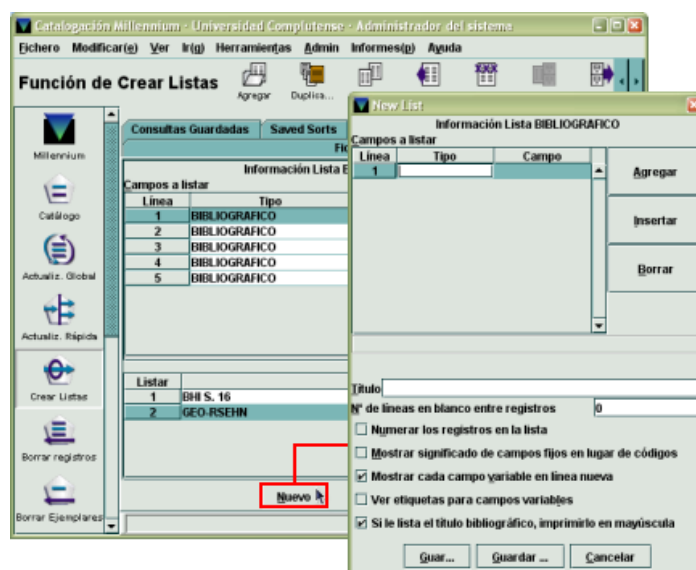 Catalogación Millennium - Universidad Complutense - Administrador del sistema
Fichero Modificar(e) Ver Ir(g) Herramientas Admin Informes(p) Ayuda
Función de Crear Listas
Agregar Duplica...
Millennium
Catálogo
Actualiz. Global
Actualiz. Rápida
Crear Listas
Borrar registros
Borrar Ejemplares
Consultas Guardadas Saved Sorts
Fic
Información Lista B
Campos a listar
Línea Tipo
1 BIBLIOGRAFICO
2 BIBLIOGRAFICO
3 BIBLIOGRAFICO
4 BIBLIOGRAFICO
5 BIBLIOGRAFICO
Listar
1 BHI S. 16
2 GEO-RSEHN
Nuevo
New List
Información Lista BIBLIOGRAFICO
Campos a listar
Línea Tipo Campo
1
Agregar
Insertar
Borrar
Título
Nº de líneas en blanco entre registros 0
Numerar los registros en la lista
Mostrar significado de campos fijos en lugar de códigos
Mostrar cada campo variable en línea nueva
Ver etiquetas para campos variables
Si le lista el título bibliográfico, imprimirlo en mayúscula
Guar... Guardar ... Cancelar